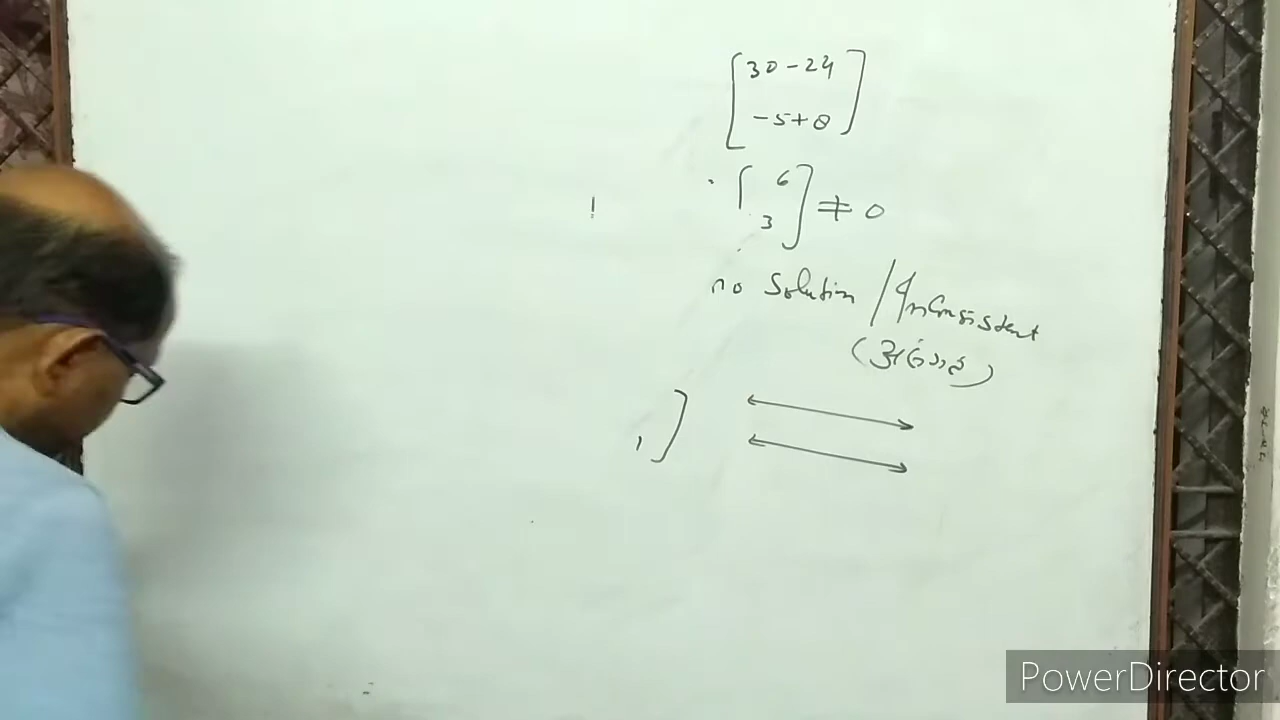 [30-24
-5+8]
[6
3] ≠ 0
no Solution / Inconsistent
PowerDirector